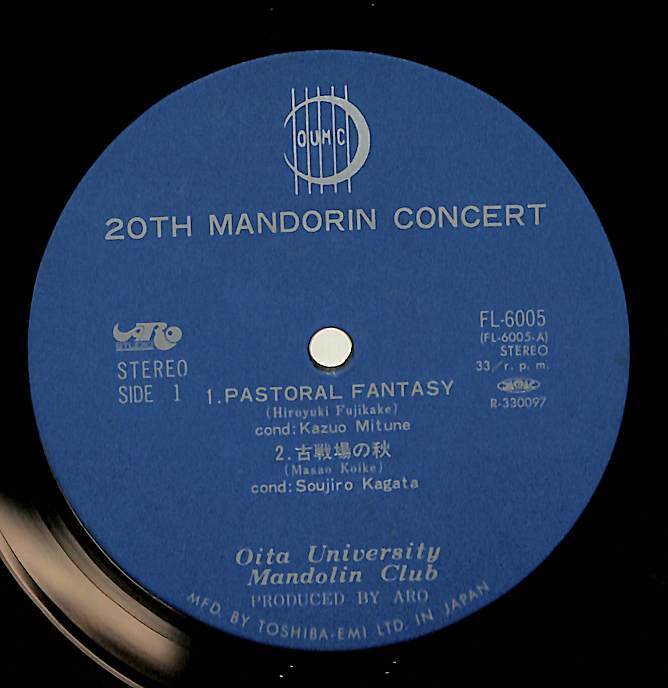 OUMC
20TH MANDORIN CONCERT
ARO
STUDIO
STEREO
SIDE 1
FL-6005
(FL-6005-A)
STEREO
33/r.p.m.
R-330097
1.PASTORAL FANTASY
(Hiroyuki Fujikake)
cond:Kazuo Mitune
2.古戦場の秋
(Masao Koike)
cond:Soujiro Kagata
Oita University
Mandolin Club
PRODUCED BY ARO
MFD. BY TOSHIBA-EMI LTD. IN JAPAN